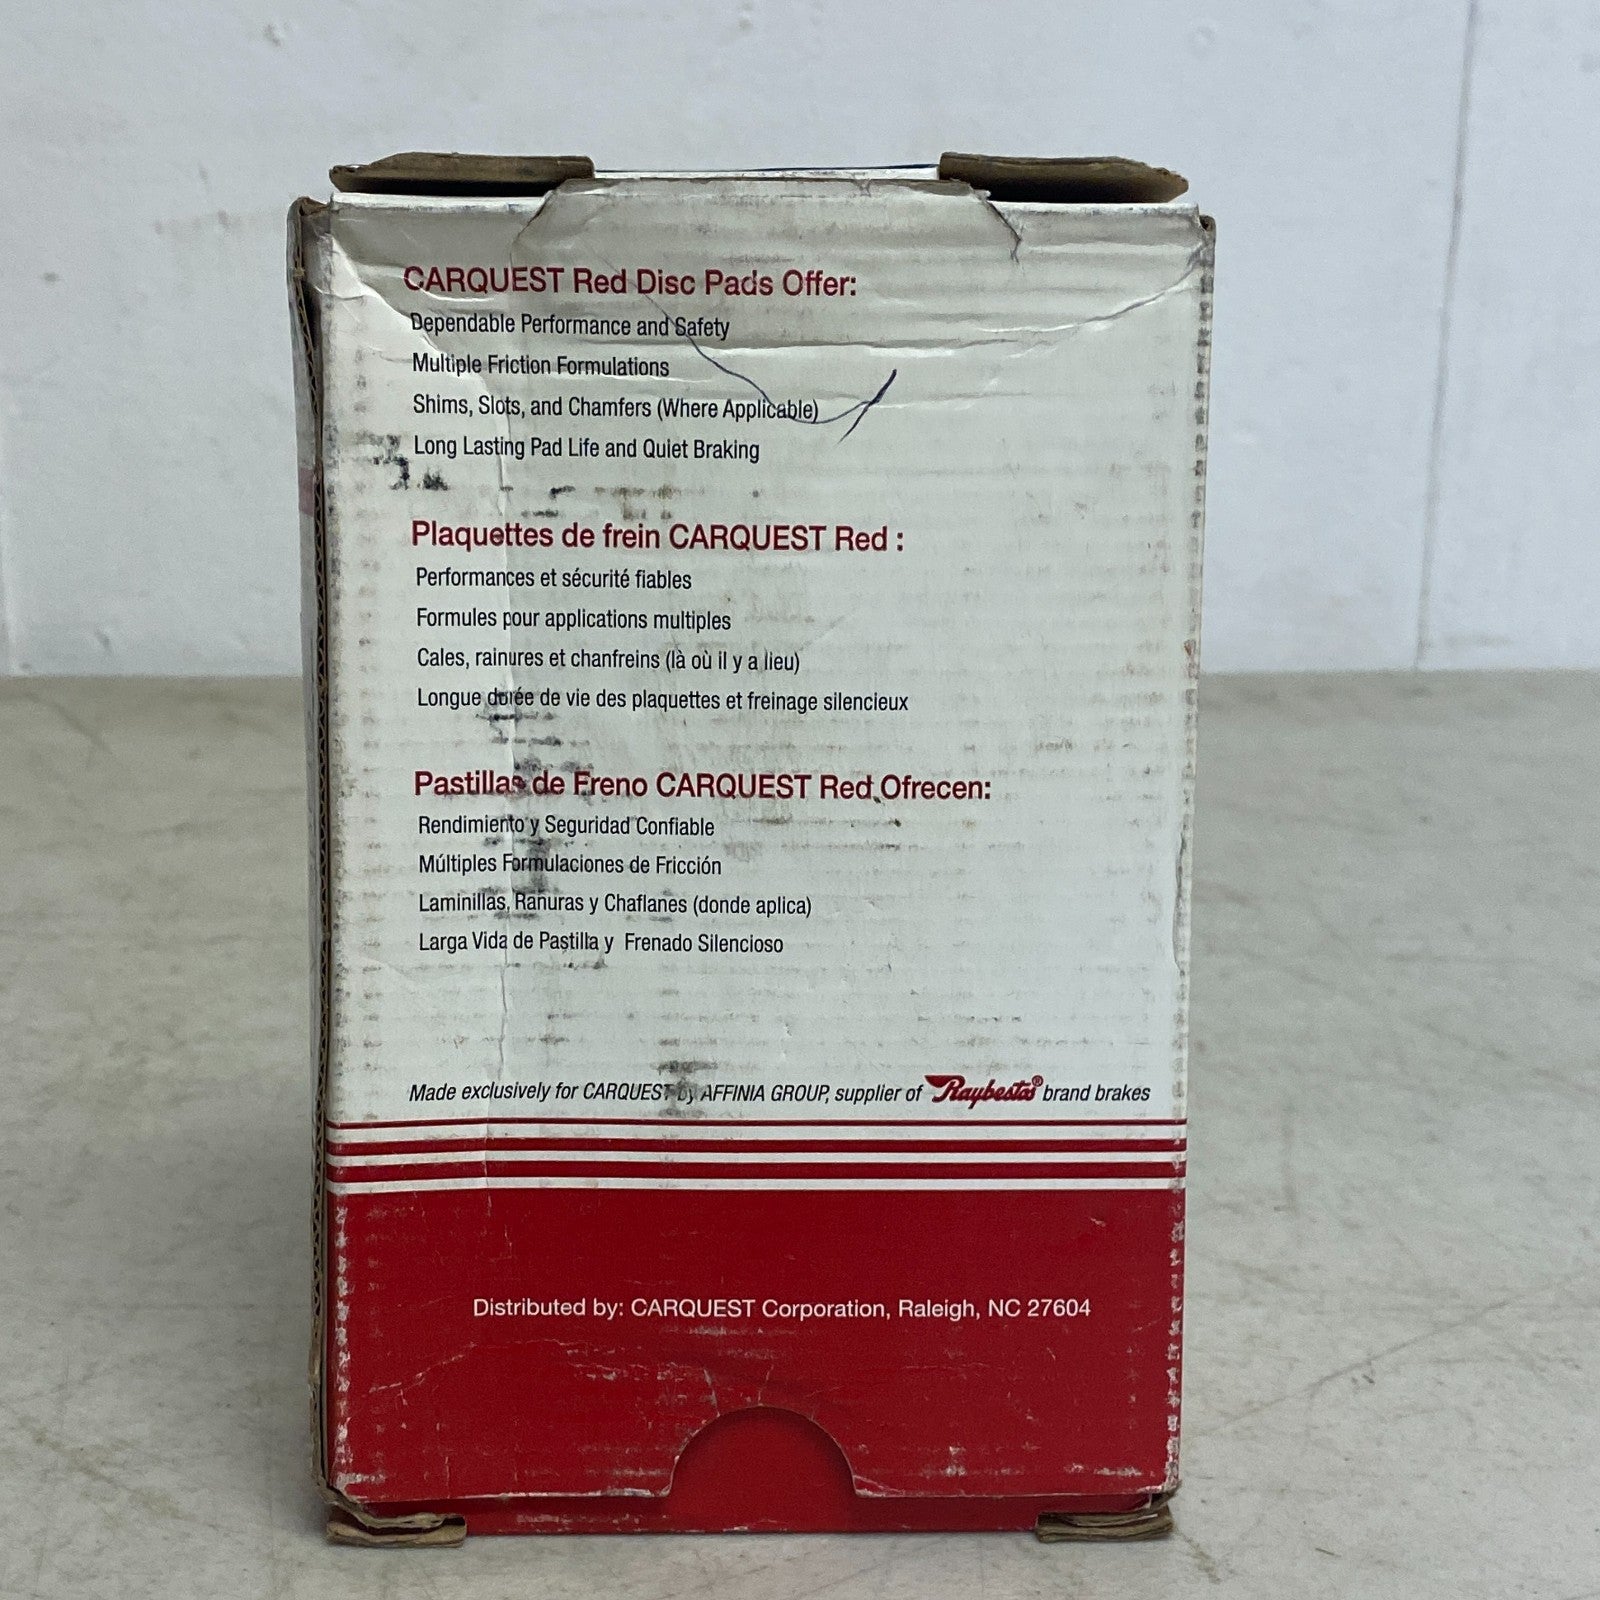 CARQUEST Red Disc Pads Offer:
Dependable Performance and Safety
Multiple Friction Formulations
Shims, Slots, and Chamfers (Where Applicable)
Long Lasting Pad Life and Quiet Braking
Plaquettes de frein CARQUEST Red :
Performances et sécurité fiables
Formules pour applications multiples
Cales, rainures et chanfreins (là où il y a lieu)
Longue durée de vie des plaquettes et freinage silencieux
Pastillas de Freno CARQUEST Red Ofrecen:
Rendimiento y Seguridad Confiable
Múltiples Formulaciones de Fricción
Laminillas, Ranuras y Chaflanes (donde aplica)
Larga Vida de Pastilla y Frenado Silencioso
Made exclusively for CARQUEST by AFFINIA GROUP, supplier of Raybestos® brand brakes
Distributed by: CARQUEST Corporation, Raleigh, NC 27604